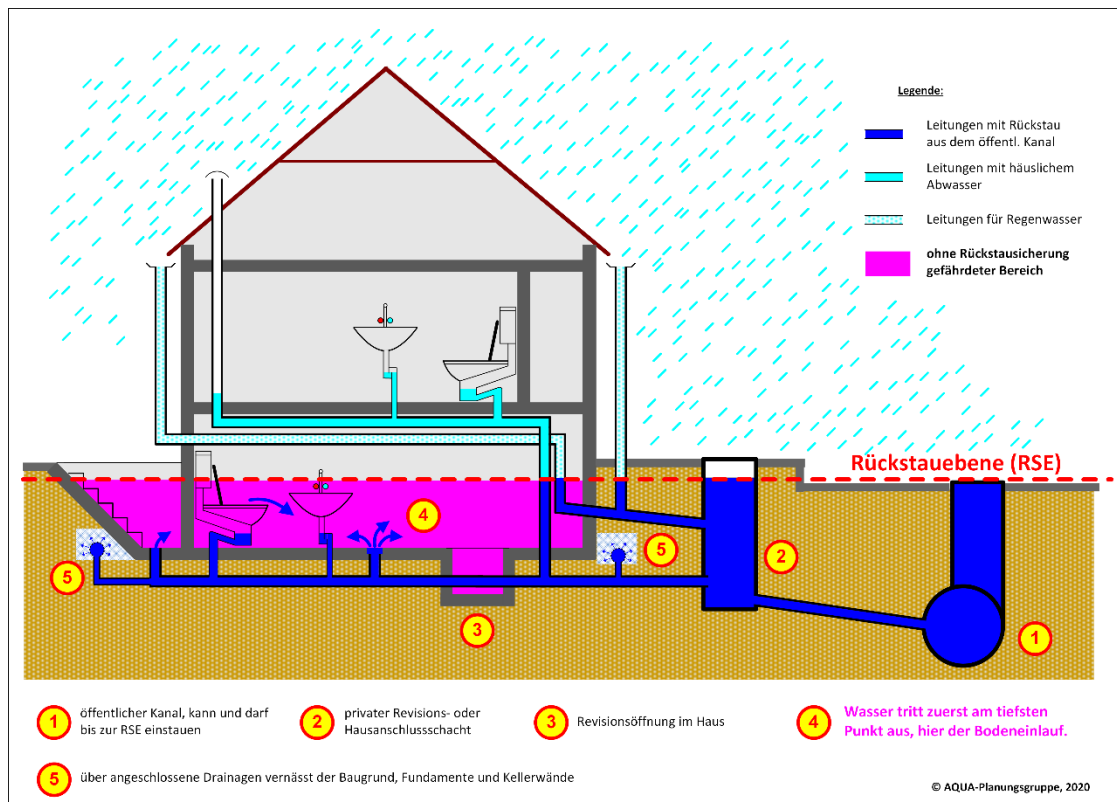 Legende:
Leitungen mit Rückstau
aus dem öffentl. Kanal
Leitungen mit häuslichem
Abwasser
Leitungen für Regenwasser
ohne Rückstausicherung
gefährdeter Bereich
Rückstauebene (RSE)
4
5
5
2
3
1
1 öffentlicher Kanal, kann und darf
bis zur RSE einstauen
2 privater Revisions- oder
Hausanschlussschacht
3 Revisionsöffnung im Haus
4 Wasser tritt zuerst am tiefsten
Punkt aus, hier der Bodeneinlauf.
5 über angeschlossene Drainagen vernässt der Baugrund, Fundamente und Kellerwände
© AQUA-Planungsgruppe, 2020